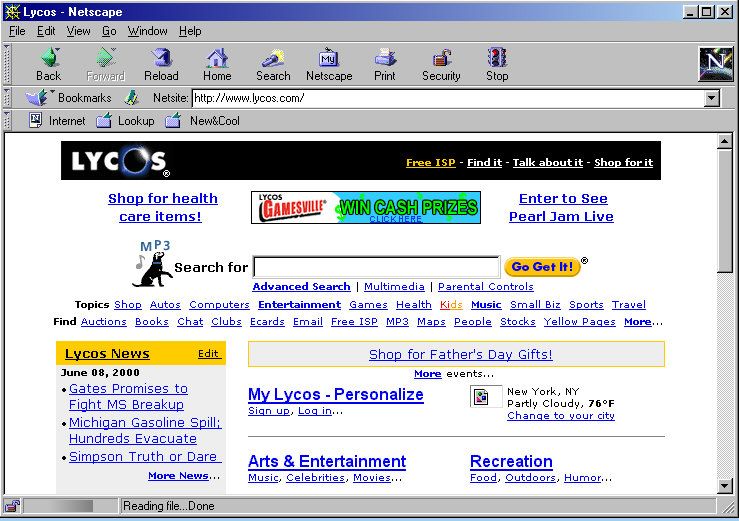 Lycos - Netscape
File Edit View Go Window Help
Back Forward Reload Home Search Netscape Print Security Stop
My
N
Bookmarks Netsite: http://www.lycos.com/
Internet Lookup New&Cool
LYCOS® Free ISP - Find it - Talk about it - Shop for it
Shop for health
care items!
LYCOS
GAMESVILLE®
WIN CASH PRIZES
CLICK HERE
Enter to See
Pearl Jam Live
MP3
Search for Go Get It!®
Advanced Search | Multimedia | Parental Controls
Topics Shop Autos Computers Entertainment Games Health Kids Music Small Biz Sports Travel
Find Auctions Books Chat Clubs Ecards Email Free ISP MP3 Maps People Stocks Yellow Pages More...
Lycos News Edit
June 08, 2000
• Gates Promises to
Fight MS Breakup
• Michigan Gasoline Spill;
Hundreds Evacuate
• Simpson Truth or Dare
More News...
Shop for Father's Day Gifts!
More events...
My Lycos - Personalize
Sign up, Log in...
New York, NY
Partly Cloudy, 76°F
Change to your city
Arts & Entertainment
Music, Celebrities, Movies...
Recreation
Food, Outdoors, Humor...
Reading file...Done